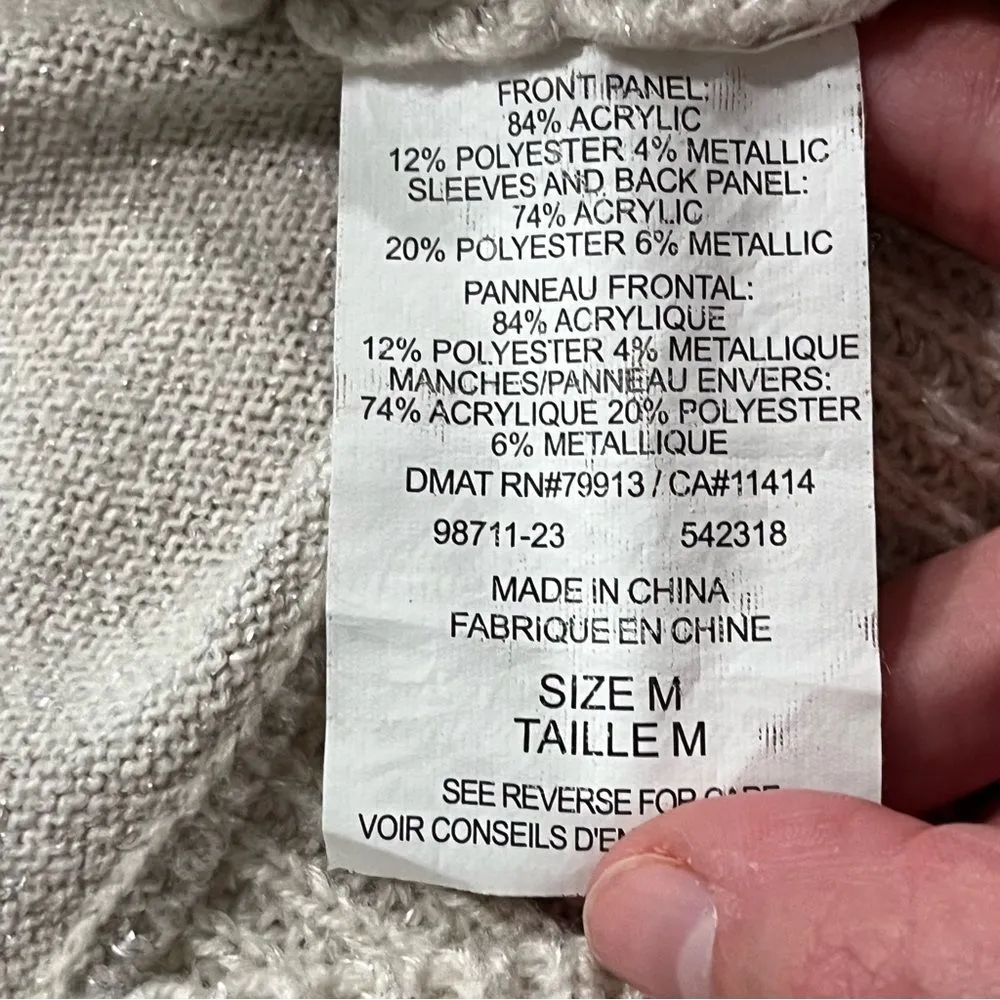 FRONT PANEL:
84% ACRYLIC
12% POLYESTER 4% METALLIC
SLEEVES AND BACK PANEL:
74% ACRYLIC
20% POLYESTER 6% METALLIC
PANNEAU FRONTAL:
84% ACRYLIQUE
12% POLYESTER 4% METALLIQUE
MANCHES/PANNEAU ENVERS:
74% ACRYLIQUE 20% POLYESTER
6% METALLIQUE
DMAT RN#79913 / CA#11414
98711-23 542318
MADE IN CHINA
FABRIQUE EN CHINE
SIZE M
TAILLE M
SEE REVERSE FOR CARE
VOIR CONSEILS